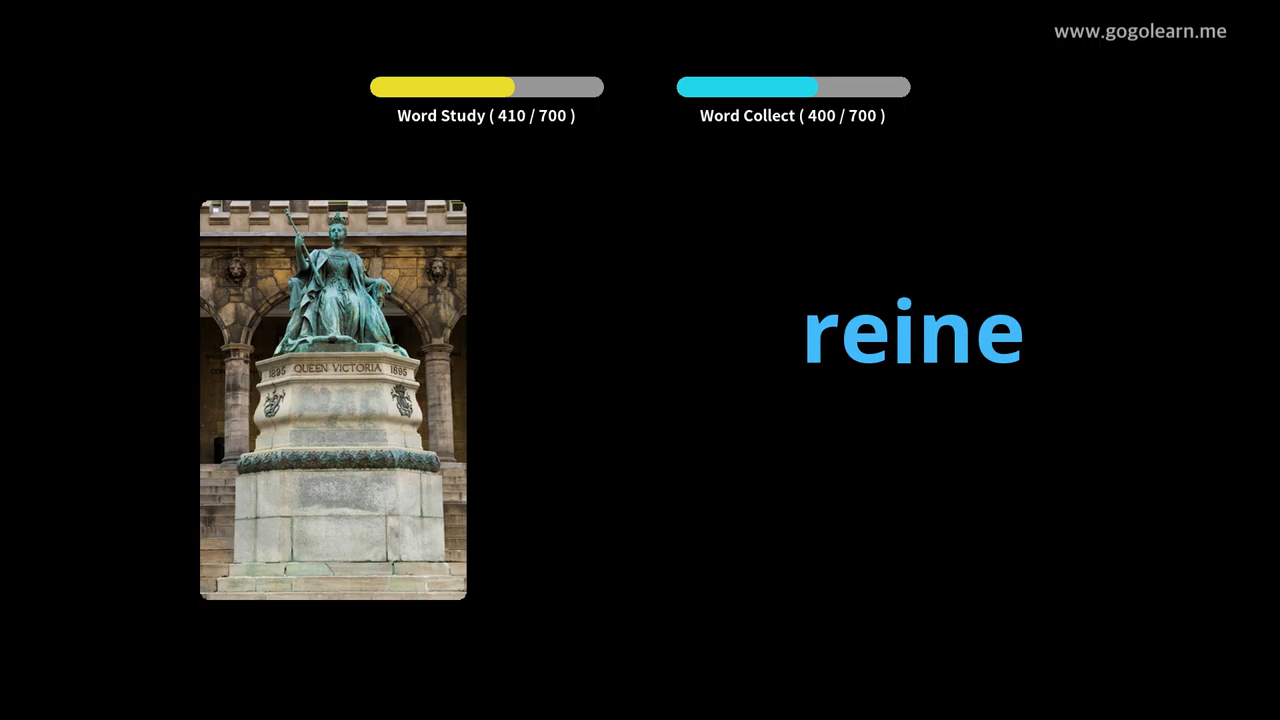 www.gogolearn.me
Word Study ( 410 / 700 )
Word Collect ( 400 / 700 )
1895 QUEEN VICTORIA 1895
reine